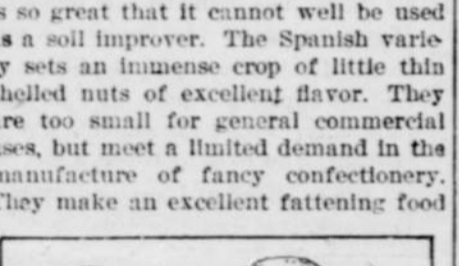 s so great that it cannot well be used
s a soil improver. The Spanish varie-
y sets an immense crop of little thin
helled nuts of excellent flavor. They
re too small for general commercial
ses, but meet a limited demand in the
nanufacture of fancy confectionery.
They make an excellent fattening food